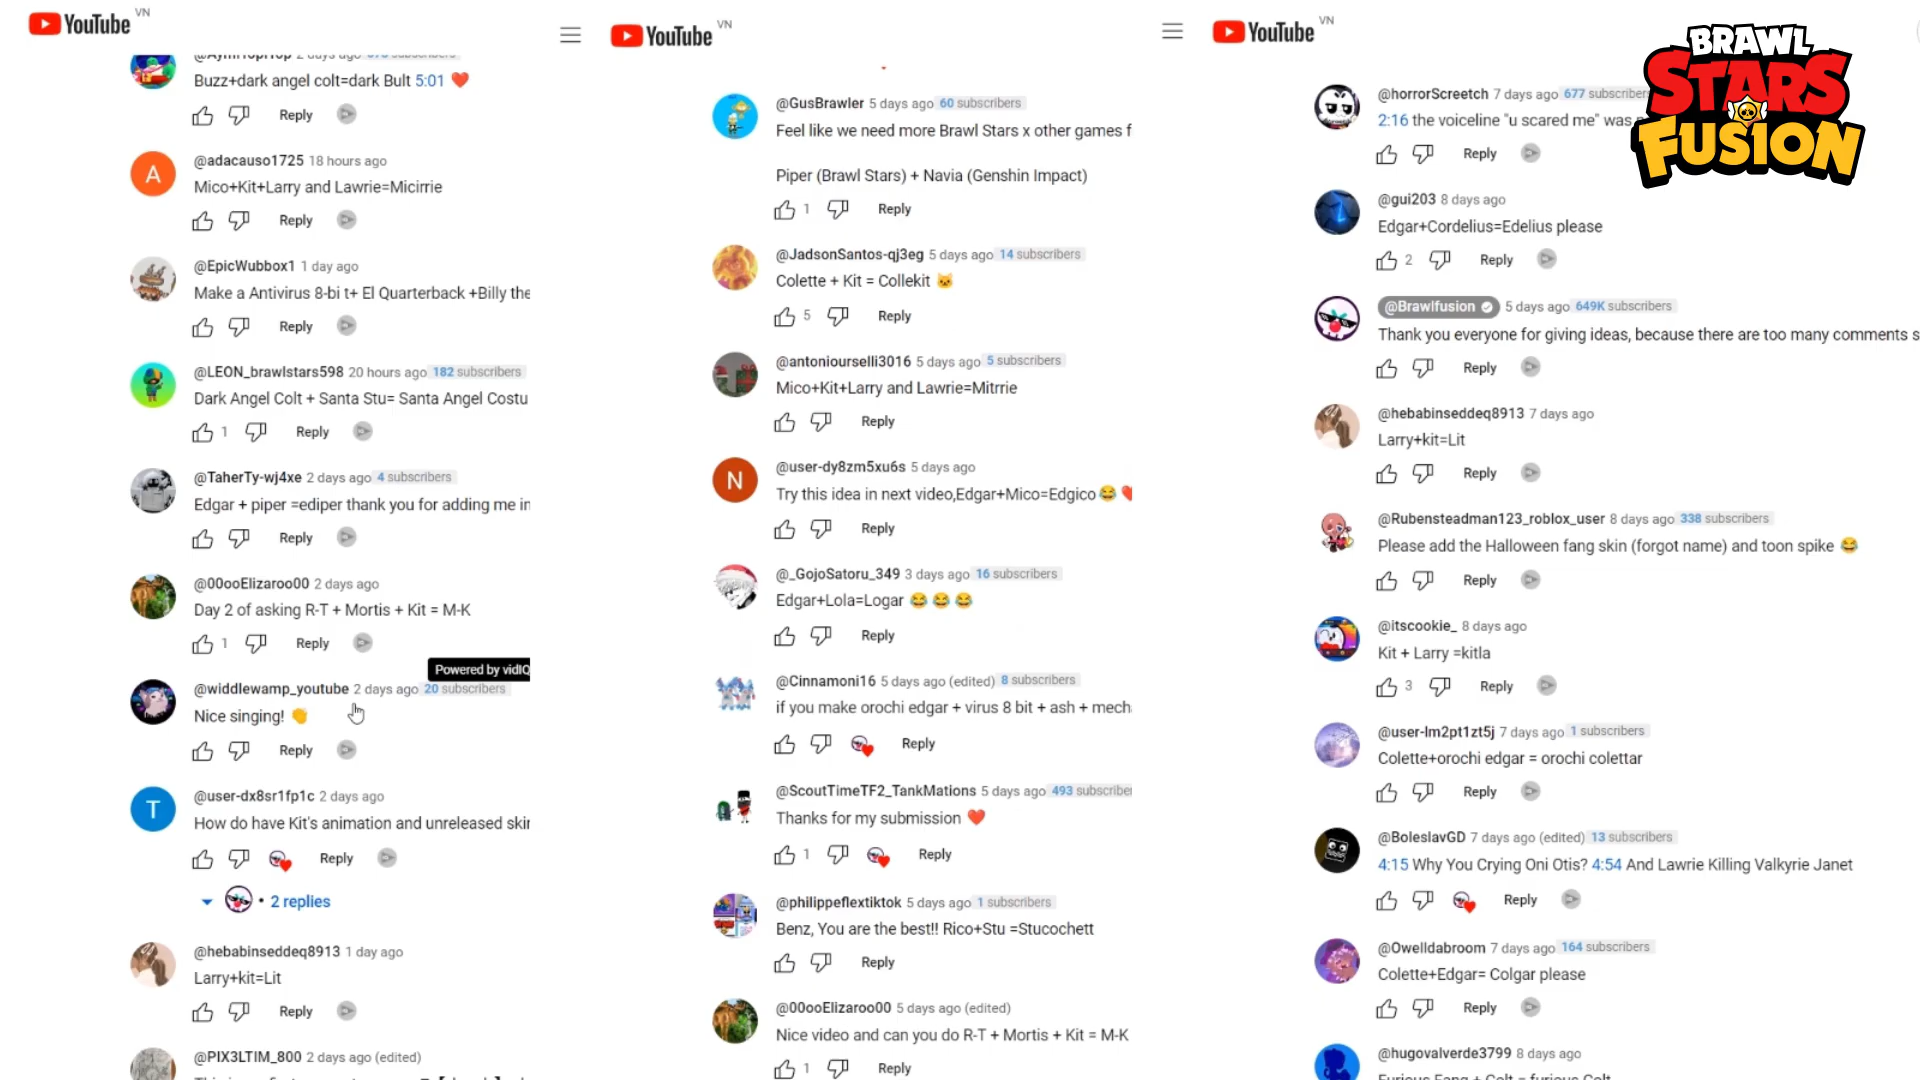 YouTube VN
Buzz+dark angel colt=dark Bult 5:01 ❤️
Reply
A
@adacauso1725 18 hours ago
Mico+Kit+Larry and Lawrie=Micirrie
Reply
@EpicWubbox1 1 day ago
Make a Antivirus 8-bi t+ El Quarterback +Billy the
Reply
@LEON_brawlstars598 20 hours ago 182 subscribers
Dark Angel Colt + Santa Stu= Santa Angel Costu
1 Reply
@TaherTy-wj4xe 2 days ago 4 subscribers
Edgar + piper =ediper thank you for adding me in
Reply
@00ooElizaroo00 2 days ago
Day 2 of asking R-T + Mortis + Kit = M-K
1 Reply
Powered by vidIQ
@widdlewamp_youtube 2 days ago 20 subscribers
Nice singing! 👏
Reply
T
@user-dx8sr1fp1c 2 days ago
How do have Kit's animation and unreleased skin
Reply
2 replies
@hebabinseddeq8913 1 day ago
Larry+kit=Lit
Reply
@PIX3LTIM_800 2 days ago (edited)
YouTube VN
@GusBrawler 5 days ago 60 subscribers
Feel like we need more Brawl Stars x other games f
Piper (Brawl Stars) + Navia (Genshin Impact)
1 Reply
@JadsonSantos-qj3eg 5 days ago 14 subscribers
Colette + Kit = Collekit 🐱
5 Reply
@antoniourselli3016 5 days ago 5 subscribers
Mico+Kit+Larry and Lawrie=Mitrrie
Reply
N
@user-dy8zm5xu6s 5 days ago
Try this idea in next video,Edgar+Mico=Edgico 😂 ❤️
Reply
@_GojoSatoru_349 3 days ago 16 subscribers
Edgar+Lola=Logar 😂 😂 😂
Reply
@Cinnamoni16 5 days ago (edited) 8 subscribers
if you make orochi edgar + virus 8 bit + ash + mech
Reply
@ScoutTimeTF2_TankMations 5 days ago 493 subscriber
Thanks for my submission ❤️
1 Reply
@philippeflextiktok 5 days ago 1 subscribers
Benz, You are the best!! Rico+Stu =Stucochett
Reply
@00ooElizaroo00 5 days ago (edited)
Nice video and can you do R-T + Mortis + Kit = M-K
1 Reply
YouTube VN
BRAWL
STARS
FUSION
@horrorScreetch 7 days ago 677 subscribers
2:16 the voiceline "u scared me" was
Reply
@gui203 8 days ago
Edgar+Cordelius=Edelius please
2 Reply
@Brawlfusion 5 days ago 649K subscribers
Thank you everyone for giving ideas, because there are too many comments s
Reply
@hebabinseddeq8913 7 days ago
Larry+kit=Lit
Reply
@Rubensteadman123_roblox_user 8 days ago 338 subscribers
Please add the Halloween fang skin (forgot name) and toon spike 😂
Reply
@itscookie_ 8 days ago
Kit + Larry =kitla
3 Reply
@user-lm2pt1zt5j 7 days ago 1 subscribers
Colette+orochi edgar = orochi colettar
Reply
@BoleslavGD 7 days ago (edited) 13 subscribers
4:15 Why You Crying Oni Otis? 4:54 And Lawrie Killing Valkyrie Janet
Reply
@Owelldabroom 7 days ago 164 subscribers
Colette+Edgar= Colgar please
Reply
@hugovalverde3799 8 days ago
Furious Fang + Colt = furious Colt